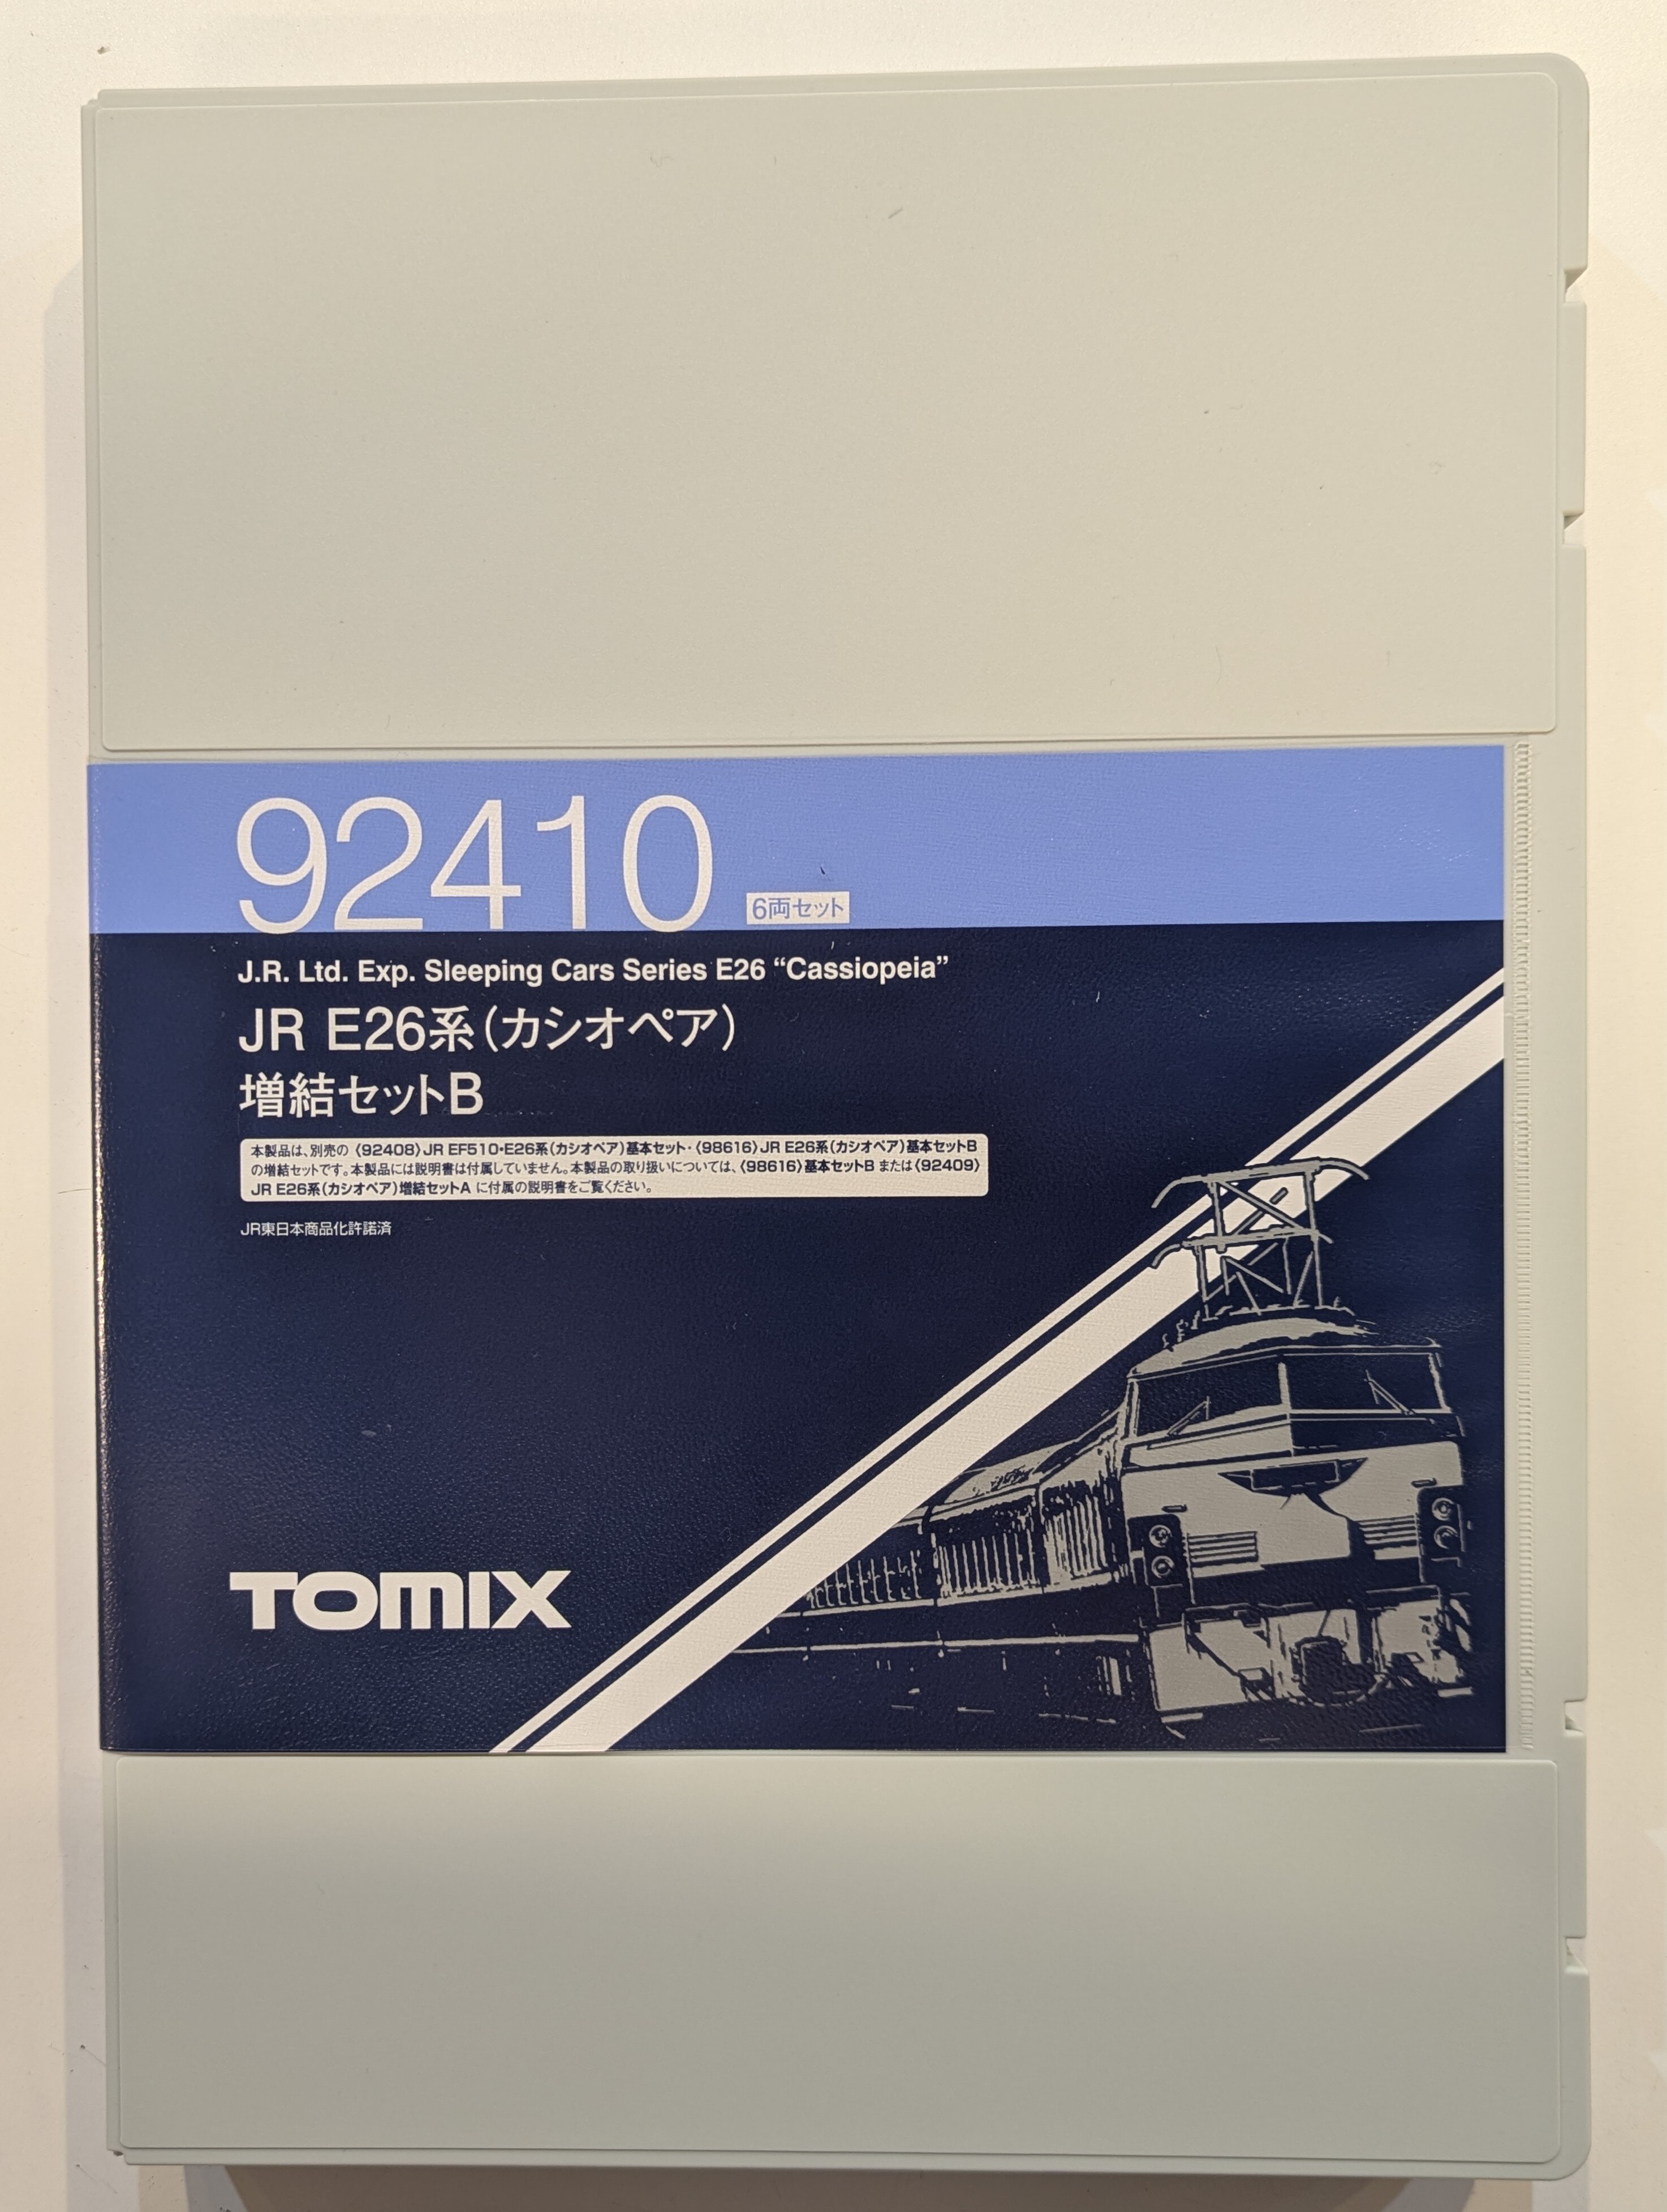 92410 6両セット
J.R. Ltd. Exp. Sleeping Cars Series E26 “Cassiopeia”
JR E26系(カシオペア)
増結セットB
本製品は、別売の〈92408〉JR EF510・E26系(カシオペア)基本セット・〈98616〉JR E26系(カシオペア)基本セットB
の増結セットです。本製品には説明書は付属していません。本製品の取り扱いについては、〈98616〉基本セットB または〈92409〉
JR E26系(カシオペア)増結セットA に付属の説明書をご覧ください。
JR東日本商品化許諾済
TOMIX